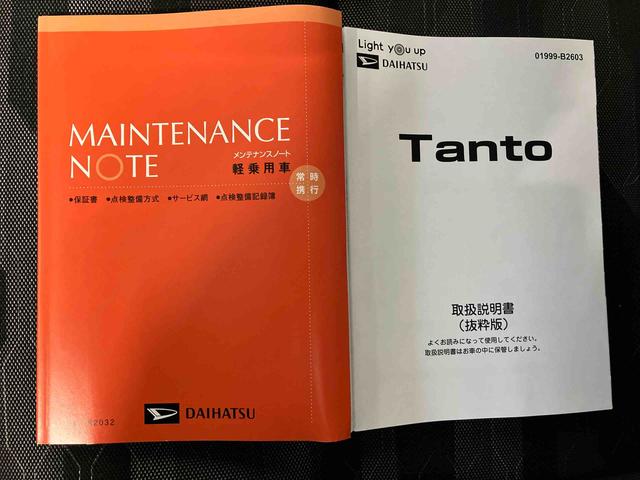 MAINTENANCE
NOTE
メンテナンスノート
軽乗用車
常時
携行
●保証書 ●点検整備方式 ●サービス網 ●点検整備記録簿
DAIHATSU
2032
Light you up
DAIHATSU
01999-B2603
Tanto
取扱説明書
（抜粋版）
よくお読みになって使用してください。
取扱説明書はお車の中に保管しましょう。